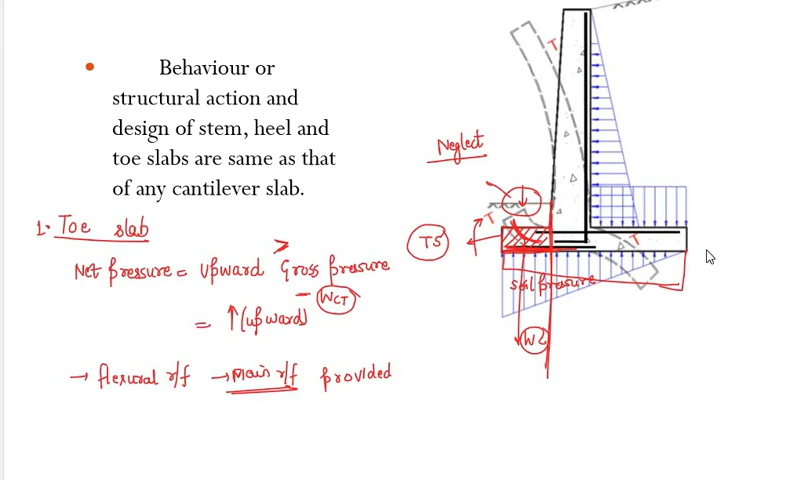 Behaviour or
structural action and
design of stem, heel and
toe slabs are same as that
of any cantilever slab.
T
Neglect
1. Toe slab
T
TS
T
Net pressure = Upward Gross pressure
> 
- WCT
= ↑(upward)
soil pressure
→ flexural r/f → Main r/f provided